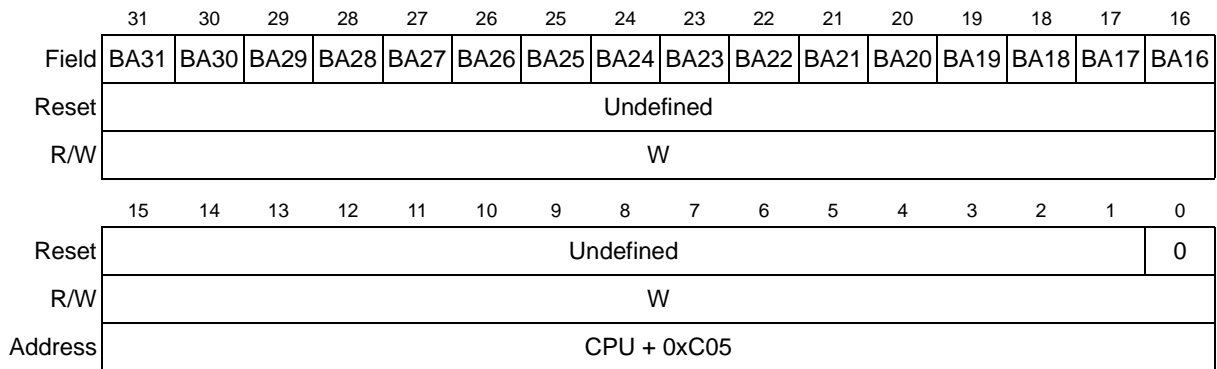 31 30 29 28 27 26 25 24 23 22 21 20 19 18 17 16
Field BA31 BA30 BA29 BA28 BA27 BA26 BA25 BA24 BA23 BA22 BA21 BA20 BA19 BA18 BA17 BA16
Reset Undefined
R/W W
15 14 13 12 11 10 9 8 7 6 5 4 3 2 1 0
Reset Undefined 0
R/W W
Address CPU + 0xC05